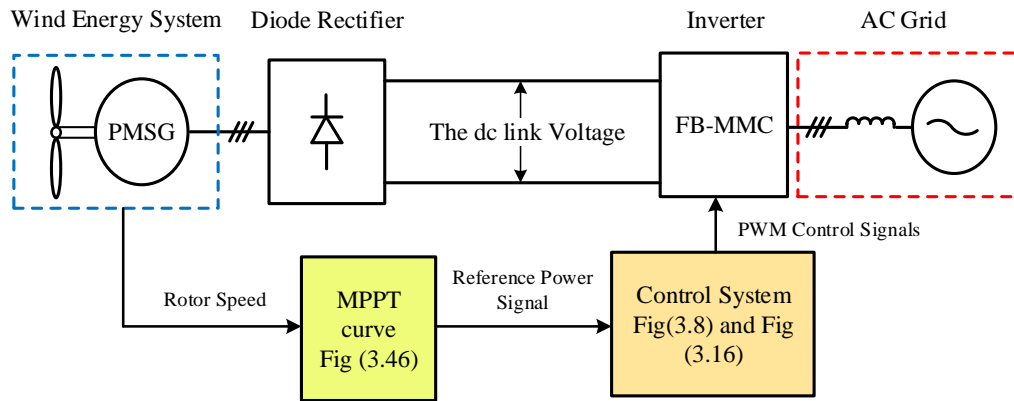 Wind Energy System
Diode Rectifier
Inverter
AC Grid
PMSG
The dc link Voltage
FB-MMC
PWM Control Signals
Rotor Speed
MPPT
curve
Fig (3.46)
Reference Power
Signal
Control System
Fig(3.8) and Fig
(3.16)